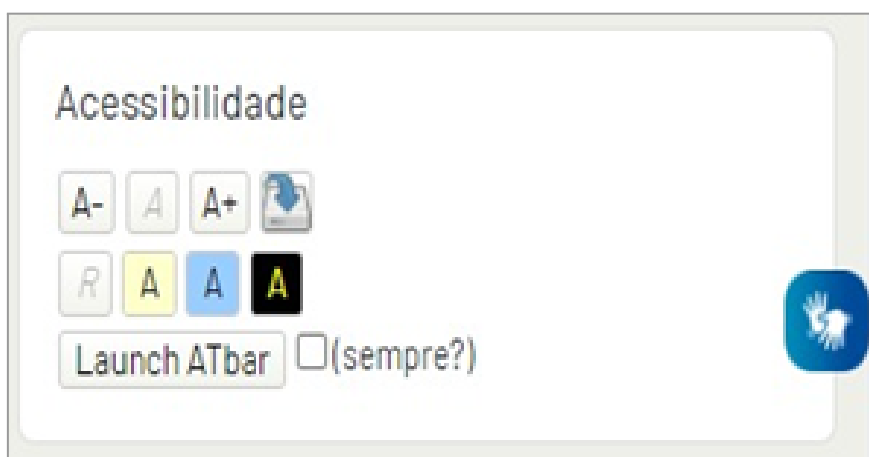 Acessibilidade
A- A A+
R A A A
Launch ATbar (sempre?)